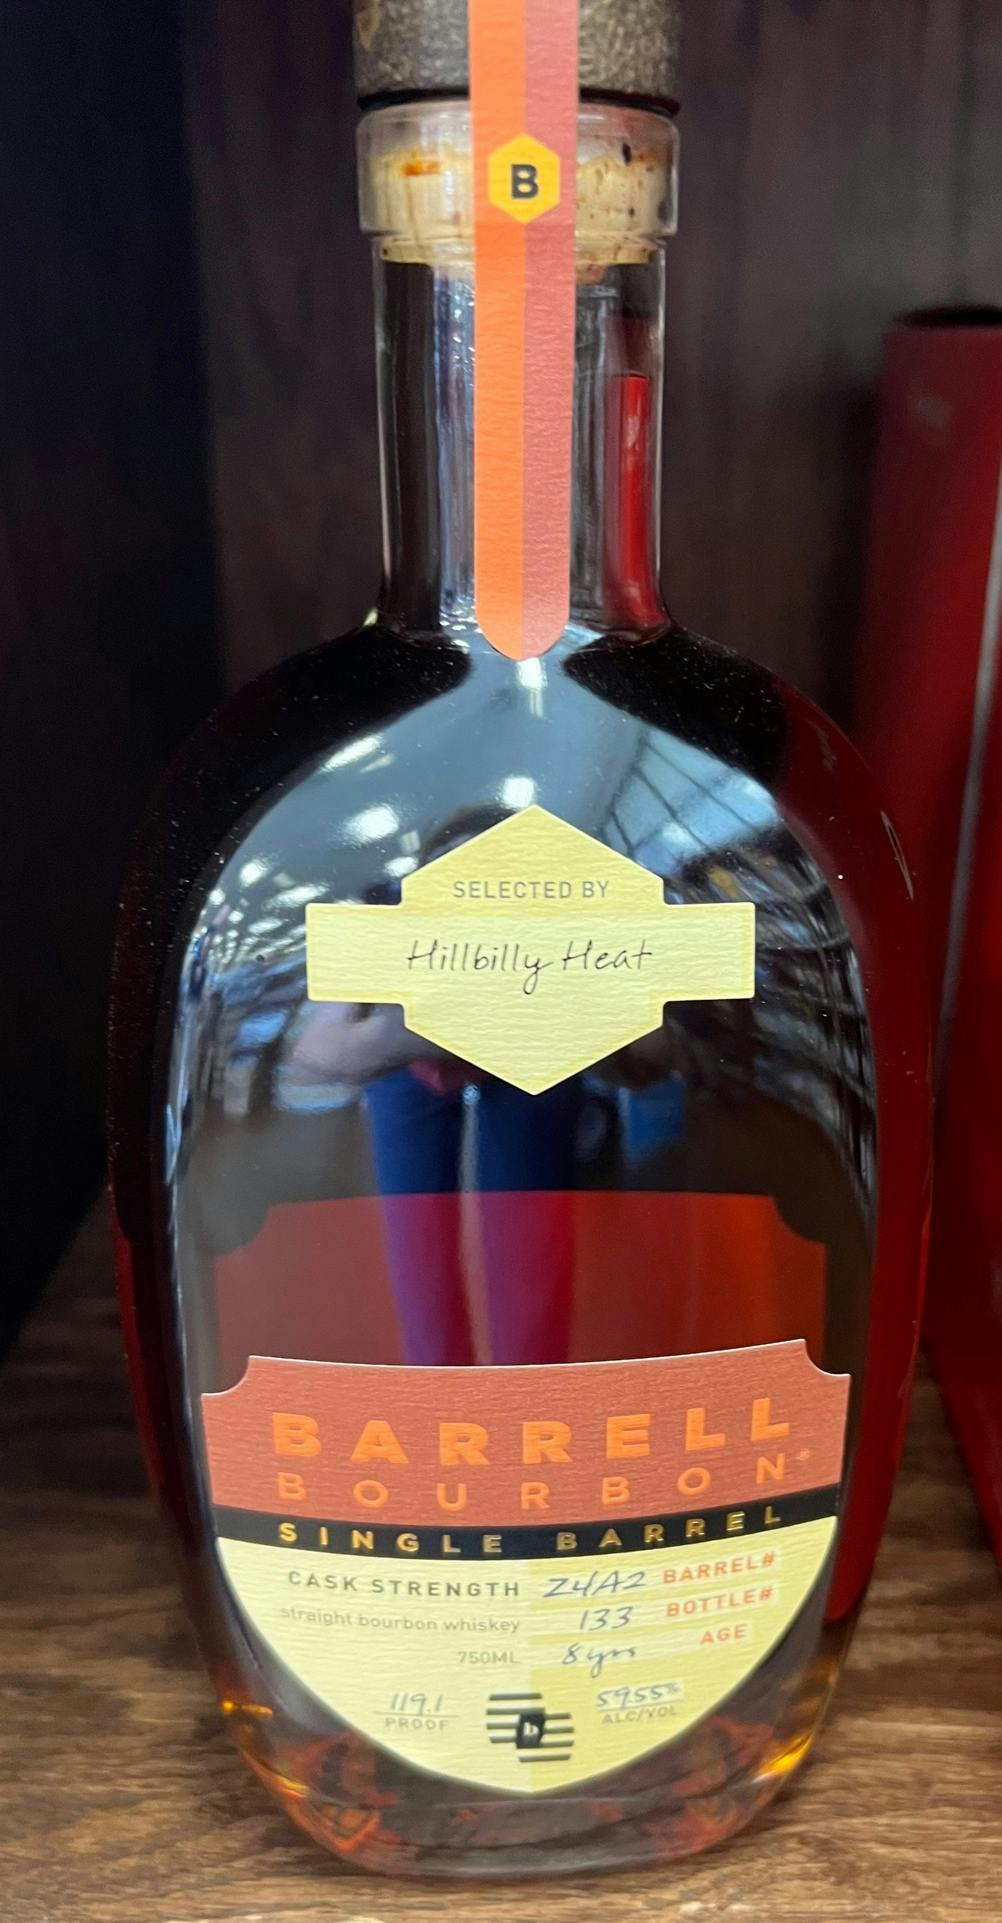 B
SELECTED BY
Hillbilly Heat
BARRELL
BOURBON®
SINGLE BARREL
CASK STRENGTH Z4A2 BARREL#
straight bourbon whiskey 133 BOTTLE#
750ML 8 yrs AGE
119.1 59.55%
PROOF b ALC/VOL